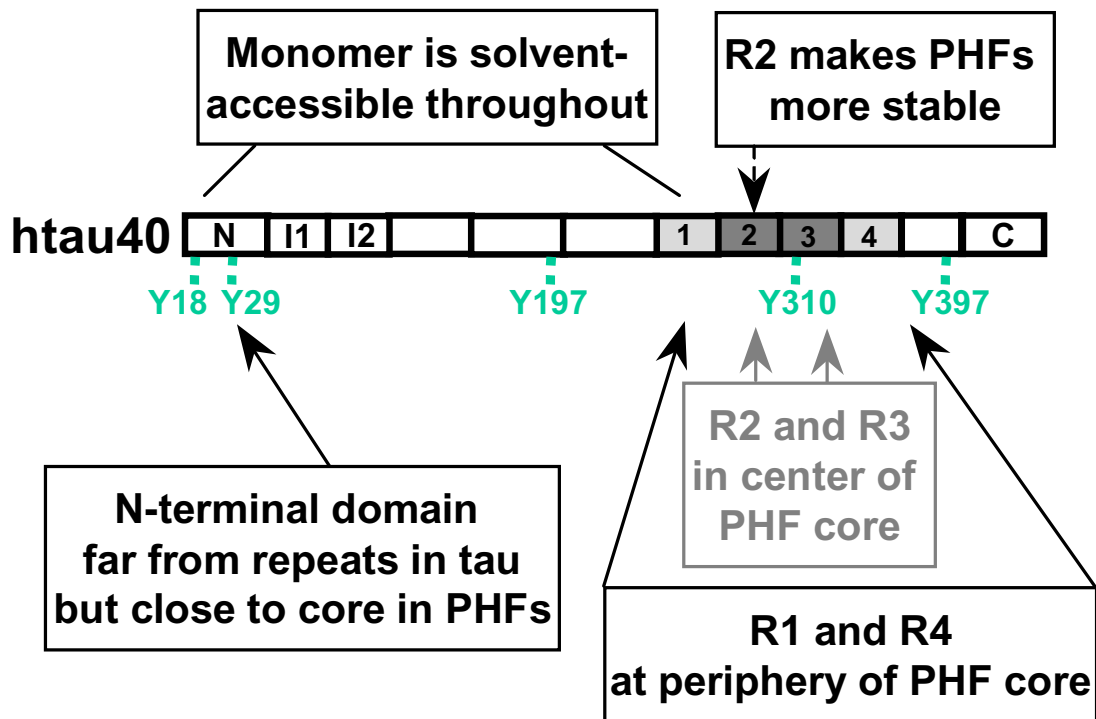 Monomer is solvent-
accessible throughout
R2 makes PHFs
more stable
htau40 N I1 I2 1 2 3 4 C
Y18 Y29 Y197 Y310 Y397
N-terminal domain
far from repeats in tau
but close to core in PHFs
R2 and R3
in center of
PHF core
R1 and R4
at periphery of PHF core